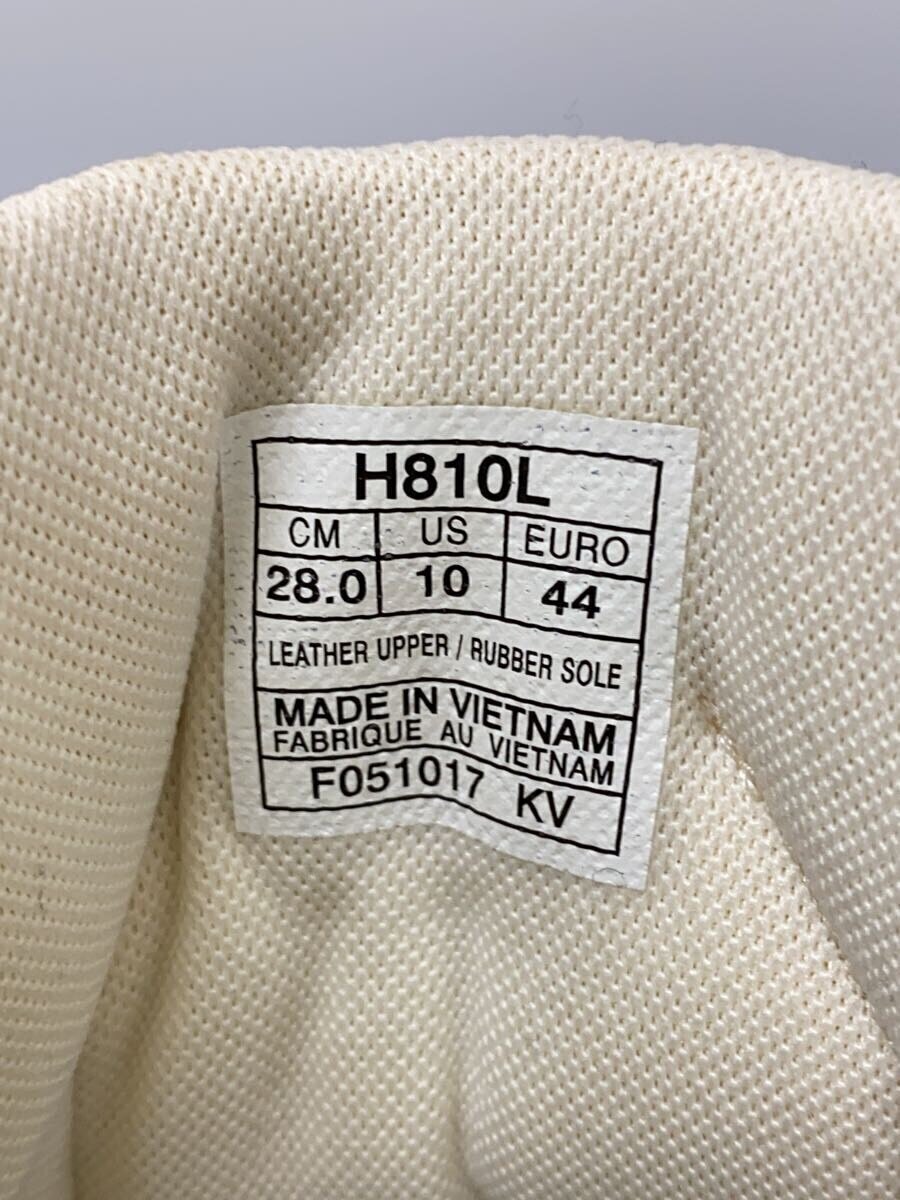 H810L
CM US EURO
28.0 10 44
LEATHER UPPER / RUBBER SOLE
MADE IN VIETNAM
FABRIQUE AU VIETNAM
F051017 KV